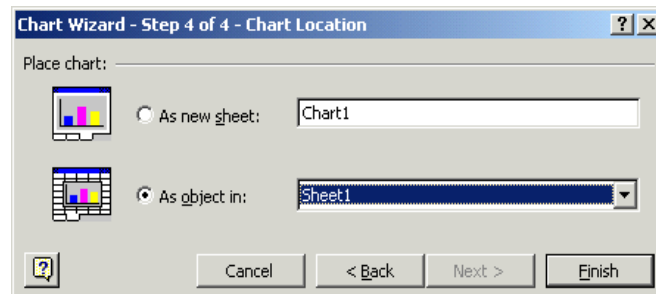 Chart Wizard - Step 4 of 4 - Chart Location
Place chart:
As new sheet: Chart1
As object in: Sheet1
Cancel < Back Next > Finish